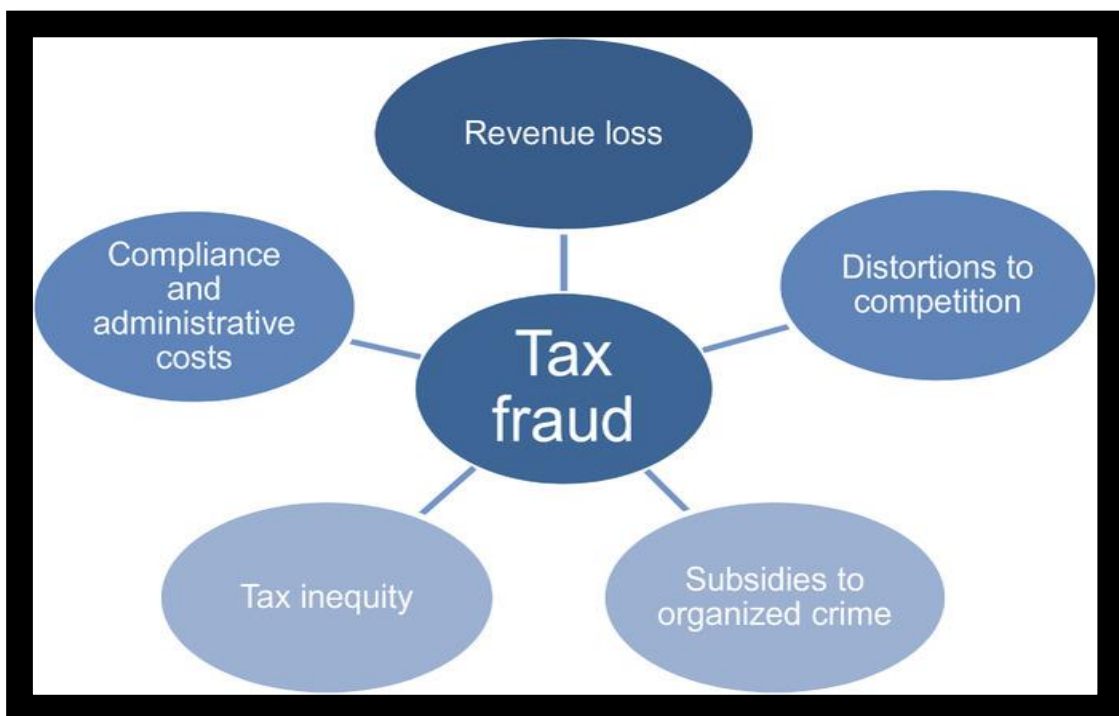 Revenue loss
Distortions to
competition
Compliance
and
administrative
costs
Tax
fraud
Tax inequity
Subsidies to
organized crime